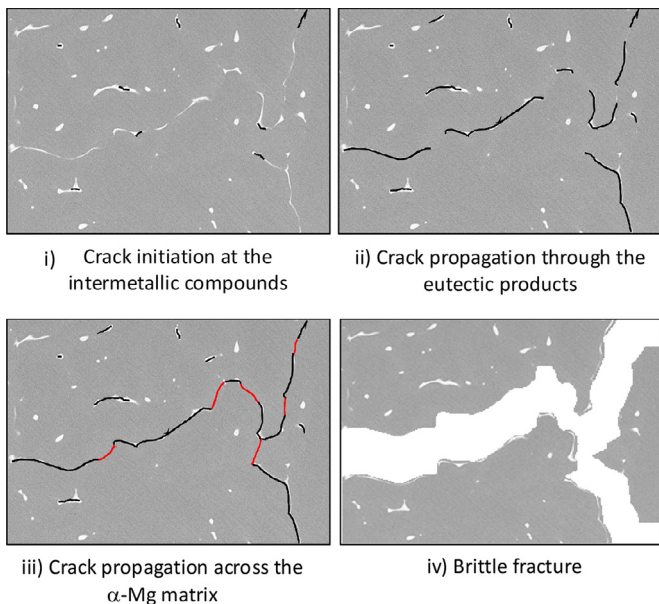 i) Crack initiation at the
intermetallic compounds
ii) Crack propagation through the
eutectic products
iii) Crack propagation across the
α-Mg matrix
iv) Brittle fracture